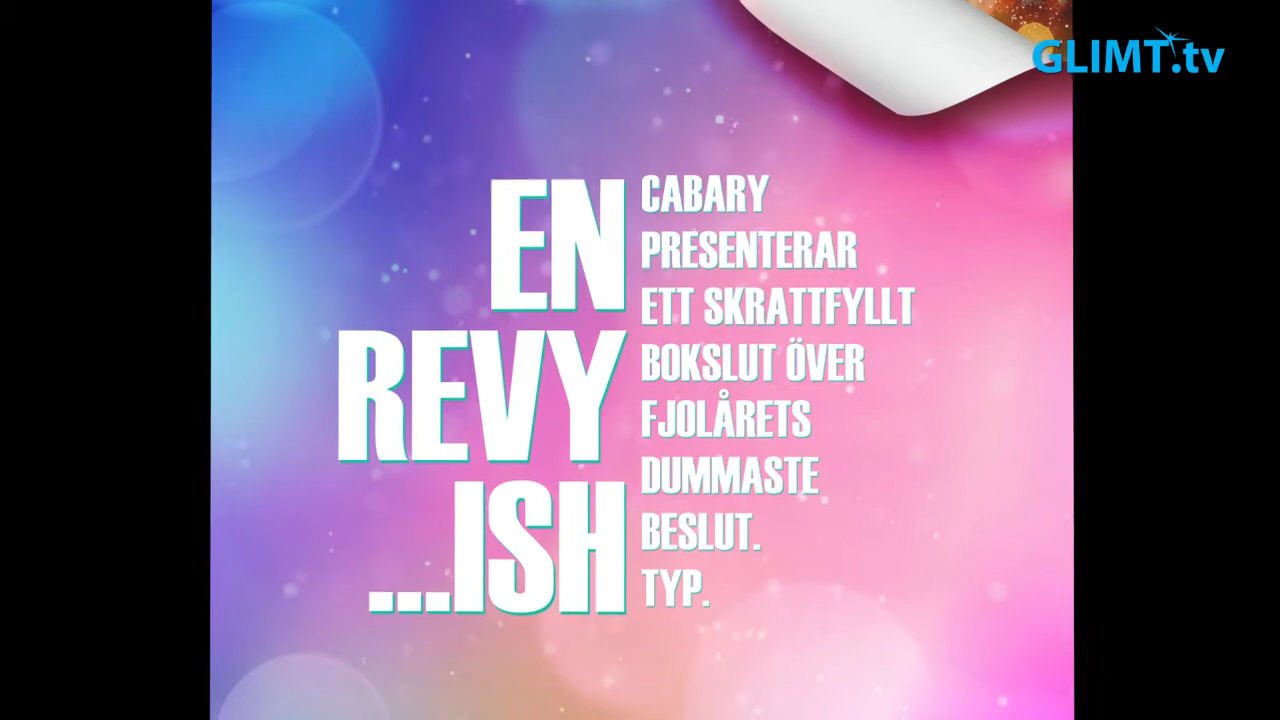 GLIMT.tv
EN
REVY
...ISH
CABARY
PRESENTERAR
ETT SKRATTFYLLT
BOKSLUT ÖVER
FJOLÅRETS
DUMMASTE
BESLUT.
TYP.